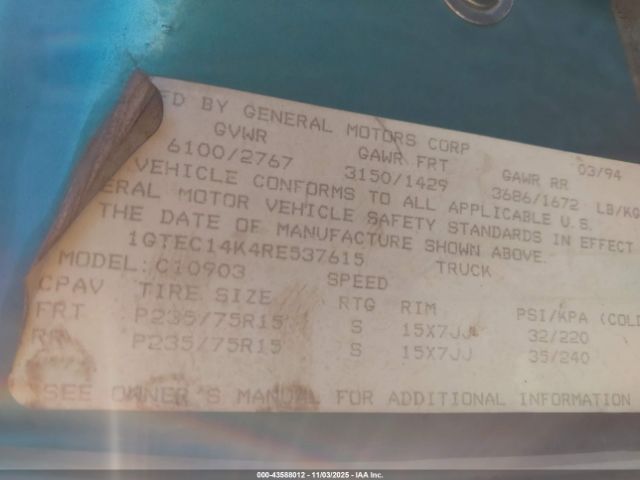 FD BY GENERAL MOTORS CORP 03/94
GVWR GAWR FRT GAWR RR
6100/2767 3150/1429 3686/1672 LB/KG
VEHICLE CONFORMS TO ALL APPLICABLE U.S.
ERAL MOTOR VEHICLE SAFETY STANDARDS IN EFFECT
THE DATE OF MANUFACTURE SHOWN ABOVE.
1GTEC14K4RE537615 TRUCK
MODEL: C10903 SPEED
CPAV TIRE SIZE RTG RIM PSI/KPA (COLD
FRT P235/75R15 S 15X7JJ 32/220
RR P235/75R15 S 15X7JJ 35/240
SEE OWNER'S MANUAL FOR ADDITIONAL INFORMATION
000-43588012 - 11/03/2025 - IAA Inc.